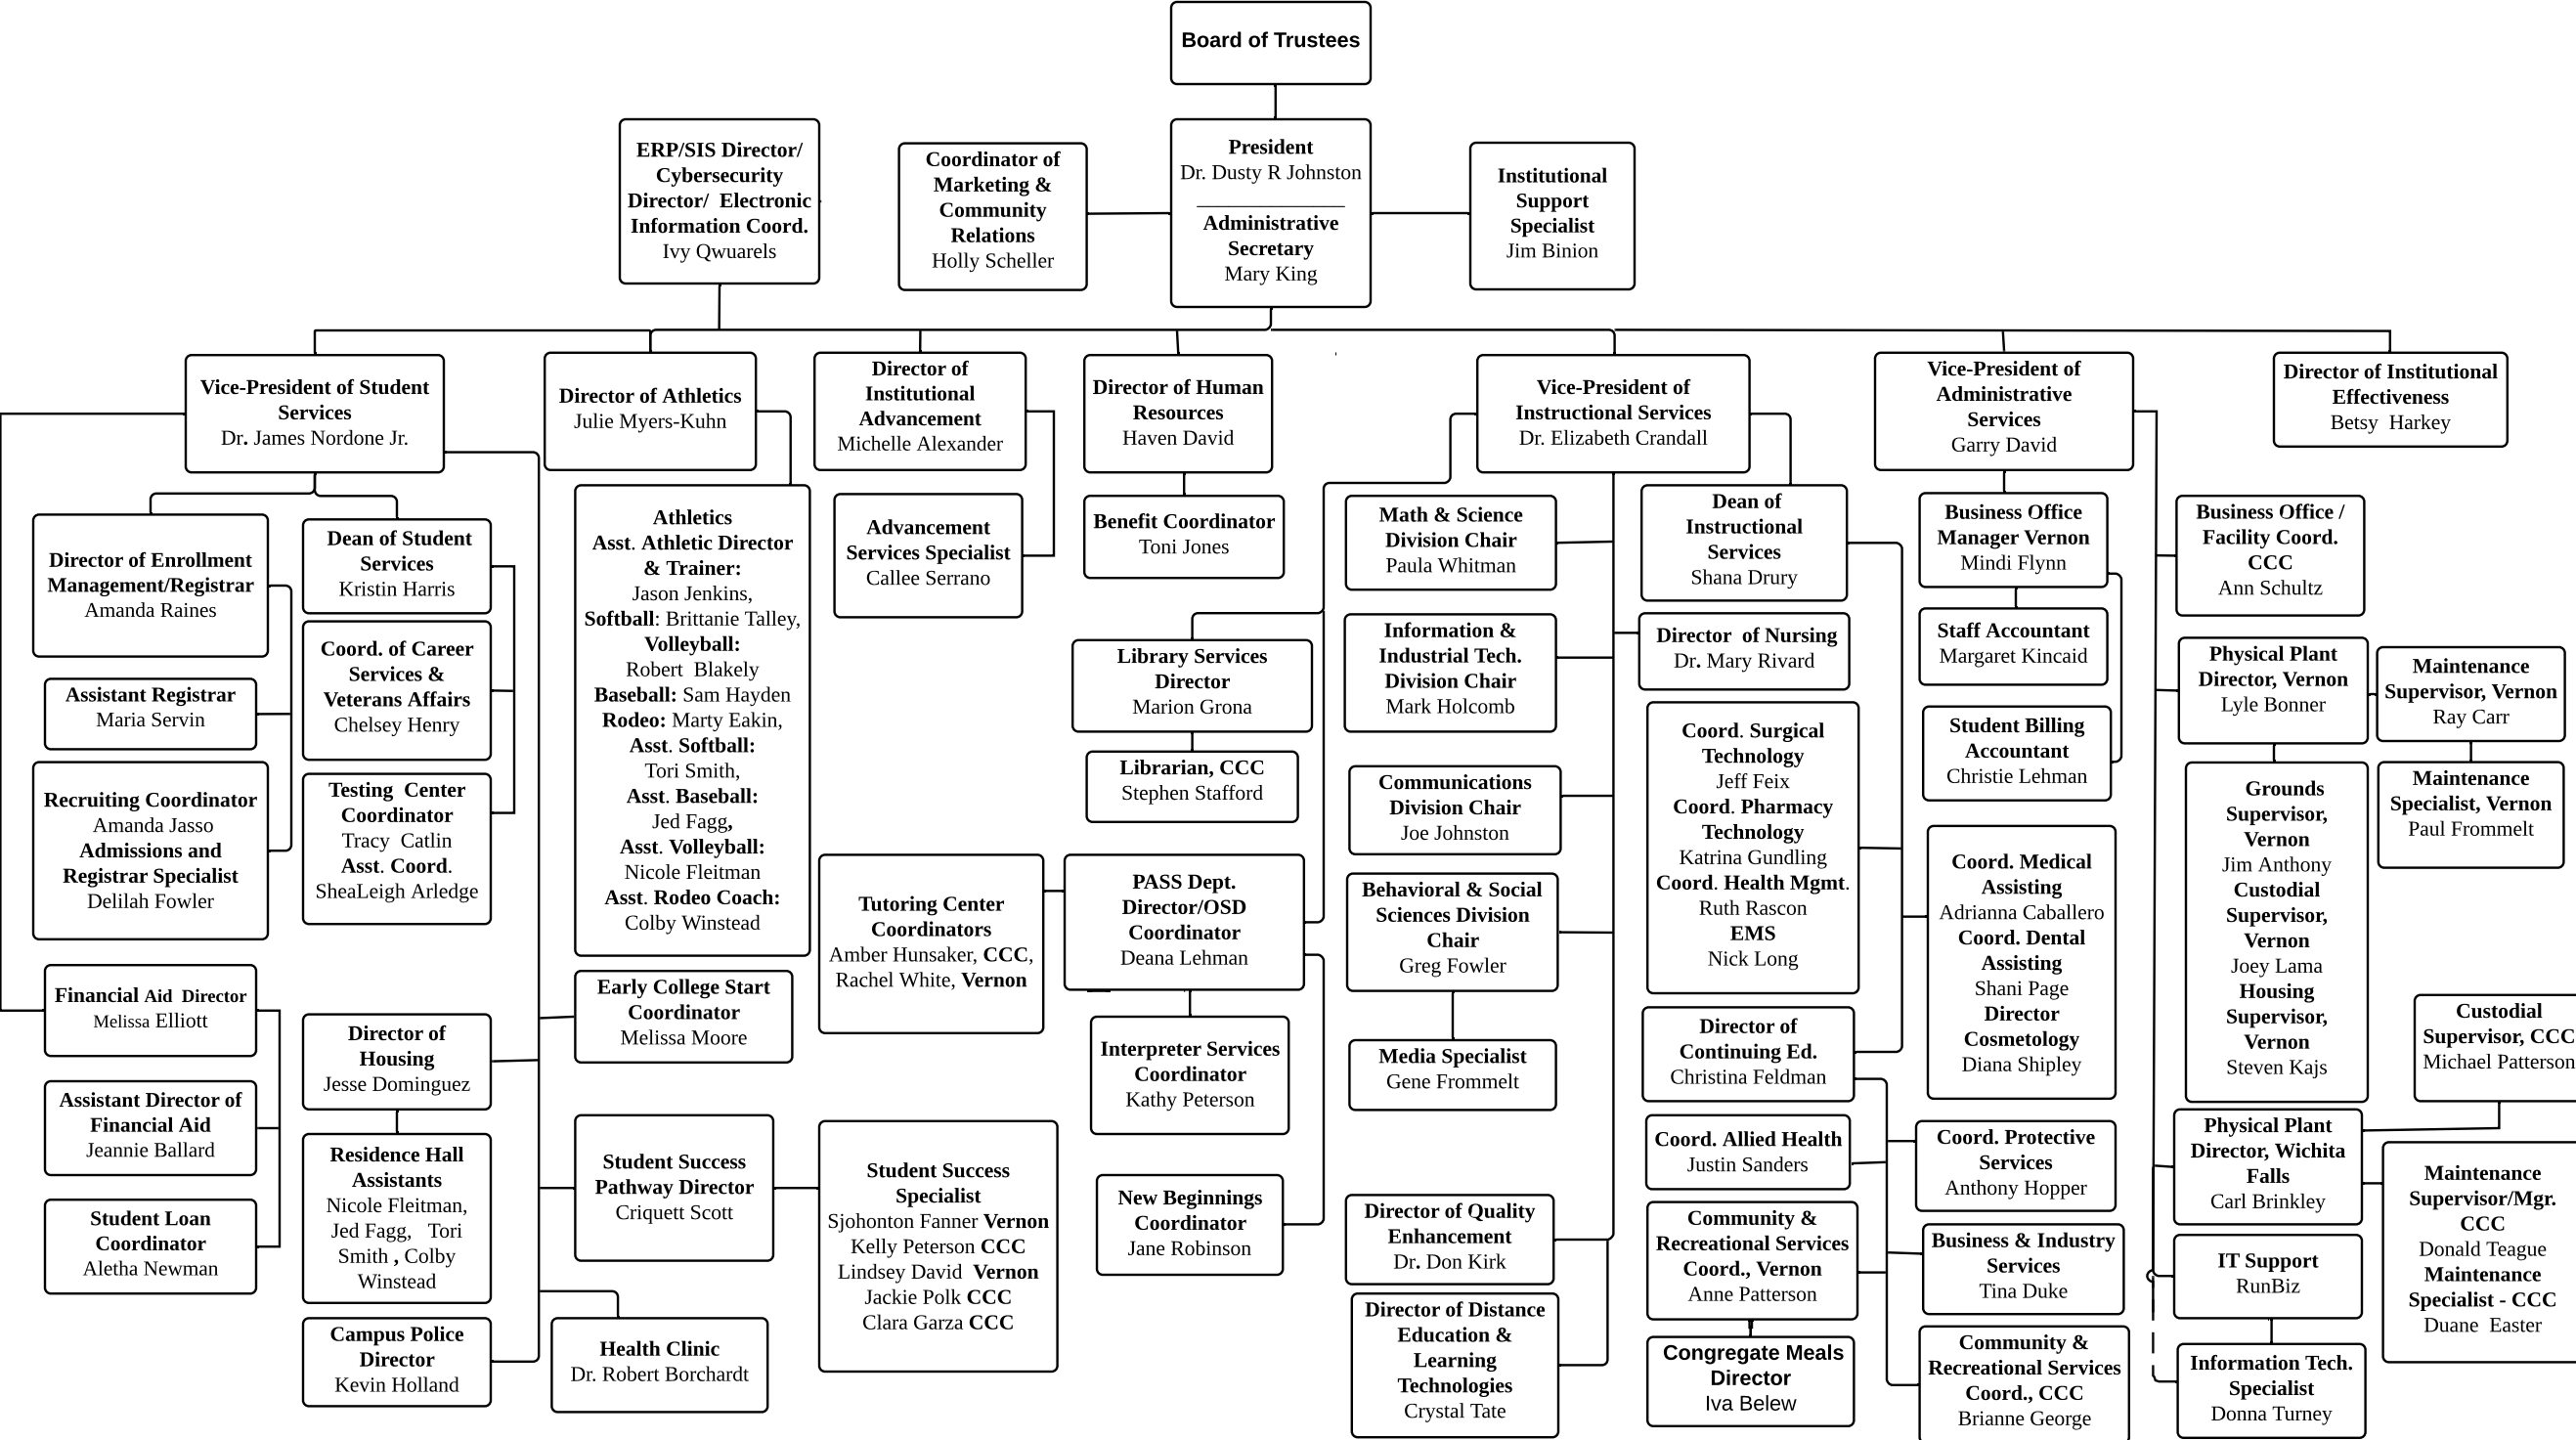 Board of Trustees
ERP/SIS Director/
Cybersecurity
Director/ Electronic
Information Coord.
Ivy Qwuarels
Coordinator of
Marketing &
Community
Relations
Holly Scheller
President
Dr. Dusty R Johnston
______________
Administrative
Secretary
Mary King
Institutional
Support
Specialist
Jim Binion
Vice-President of Student
Services
Dr. James Nordone Jr.
Director of Athletics
Julie Myers-Kuhn
Director of
Institutional
Advancement
Michelle Alexander
Director of Human
Resources
Haven David
Vice-President of
Instructional Services
Dr. Elizabeth Crandall
Vice-President of
Administrative
Services
Garry David
Director of Institutional
Effectiveness
Betsy Harkey
Director of Enrollment
Management/Registrar
Amanda Raines
Assistant Registrar
Maria Servin
Recruiting Coordinator
Amanda Jasso
Admissions and
Registrar Specialist
Delilah Fowler
Financial Aid Director
Melissa Elliott
Assistant Director of
Financial Aid
Jeannie Ballard
Student Loan
Coordinator
Aletha Newman
Dean of Student
Services
Kristin Harris
Coord. of Career
Services &
Veterans Affairs
Chelsey Henry
Testing Center
Coordinator
Tracy Catlin
Asst. Coord.
SheaLeigh Arledge
Director of
Housing
Jesse Dominguez
Residence Hall
Assistants
Nicole Fleitman,
Jed Fagg, Tori
Smith , Colby
Winstead
Campus Police
Director
Kevin Holland
Athletics
Asst. Athletic Director
& Trainer:
Jason Jenkins,
Softball: Brittanie Talley,
Volleyball:
Robert Blakely
Baseball: Sam Hayden
Rodeo: Marty Eakin,
Asst. Softball:
Tori Smith,
Asst. Baseball:
Jed Fagg,
Asst. Volleyball:
Nicole Fleitman
Asst. Rodeo Coach:
Colby Winstead
Early College Start
Coordinator
Melissa Moore
Student Success
Pathway Director
Criquett Scott
Health Clinic
Dr. Robert Borchardt
Advancement
Services Specialist
Callee Serrano
Tutoring Center
Coordinators
Amber Hunsaker, CCC,
Rachel White, Vernon
Student Success
Specialist
Sjohonton Fanner Vernon
Kelly Peterson CCC
Lindsey David Vernon
Jackie Polk CCC
Clara Garza CCC
Benefit Coordinator
Toni Jones
Library Services
Director
Marion Grona
Librarian, CCC
Stephen Stafford
PASS Dept.
Director/OSD
Coordinator
Deana Lehman
Interpreter Services
Coordinator
Kathy Peterson
New Beginnings
Coordinator
Jane Robinson
Math & Science
Division Chair
Paula Whitman
Information &
Industrial Tech.
Division Chair
Mark Holcomb
Communications
Division Chair
Joe Johnston
Behavioral & Social
Sciences Division
Chair
Greg Fowler
Media Specialist
Gene Frommelt
Director of Quality
Enhancement
Dr. Don Kirk
Director of Distance
Education &
Learning
Technologies
Crystal Tate
Dean of
Instructional
Services
Shana Drury
Director of Nursing
Dr. Mary Rivard
Coord. Surgical
Technology
Jeff Feix
Coord. Pharmacy
Technology
Katrina Gundling
Coord. Health Mgmt.
Ruth Rascon
EMS
Nick Long
Director of
Continuing Ed.
Christina Feldman
Coord. Allied Health
Justin Sanders
Community &
Recreational Services
Coord., Vernon
Anne Patterson
Congregate Meals
Director
Iva Belew
Business Office
Manager Vernon
Mindi Flynn
Staff Accountant
Margaret Kincaid
Student Billing
Accountant
Christie Lehman
Coord. Medical
Assisting
Adrianna Caballero
Coord. Dental
Assisting
Shani Page
Director
Cosmetology
Diana Shipley
Coord. Protective
Services
Anthony Hopper
Business & Industry
Services
Tina Duke
Community &
Recreational Services
Coord., CCC
Brianne George
Business Office /
Facility Coord.
CCC
Ann Schultz
Physical Plant
Director, Vernon
Lyle Bonner
Grounds
Supervisor,
Vernon
Jim Anthony
Custodial
Supervisor,
Vernon
Joey Lama
Housing
Supervisor,
Vernon
Steven Kajs
Physical Plant
Director, Wichita
Falls
Carl Brinkley
IT Support
RunBiz
Information Tech.
Specialist
Donna Turney
Maintenance
Supervisor, Vernon
Ray Carr
Maintenance
Specialist, Vernon
Paul Frommelt
Custodial
Supervisor, CCC
Michael Patterson
Maintenance
Supervisor/Mgr.
CCC
Donald Teague
Maintenance
Specialist - CCC
Duane Easter